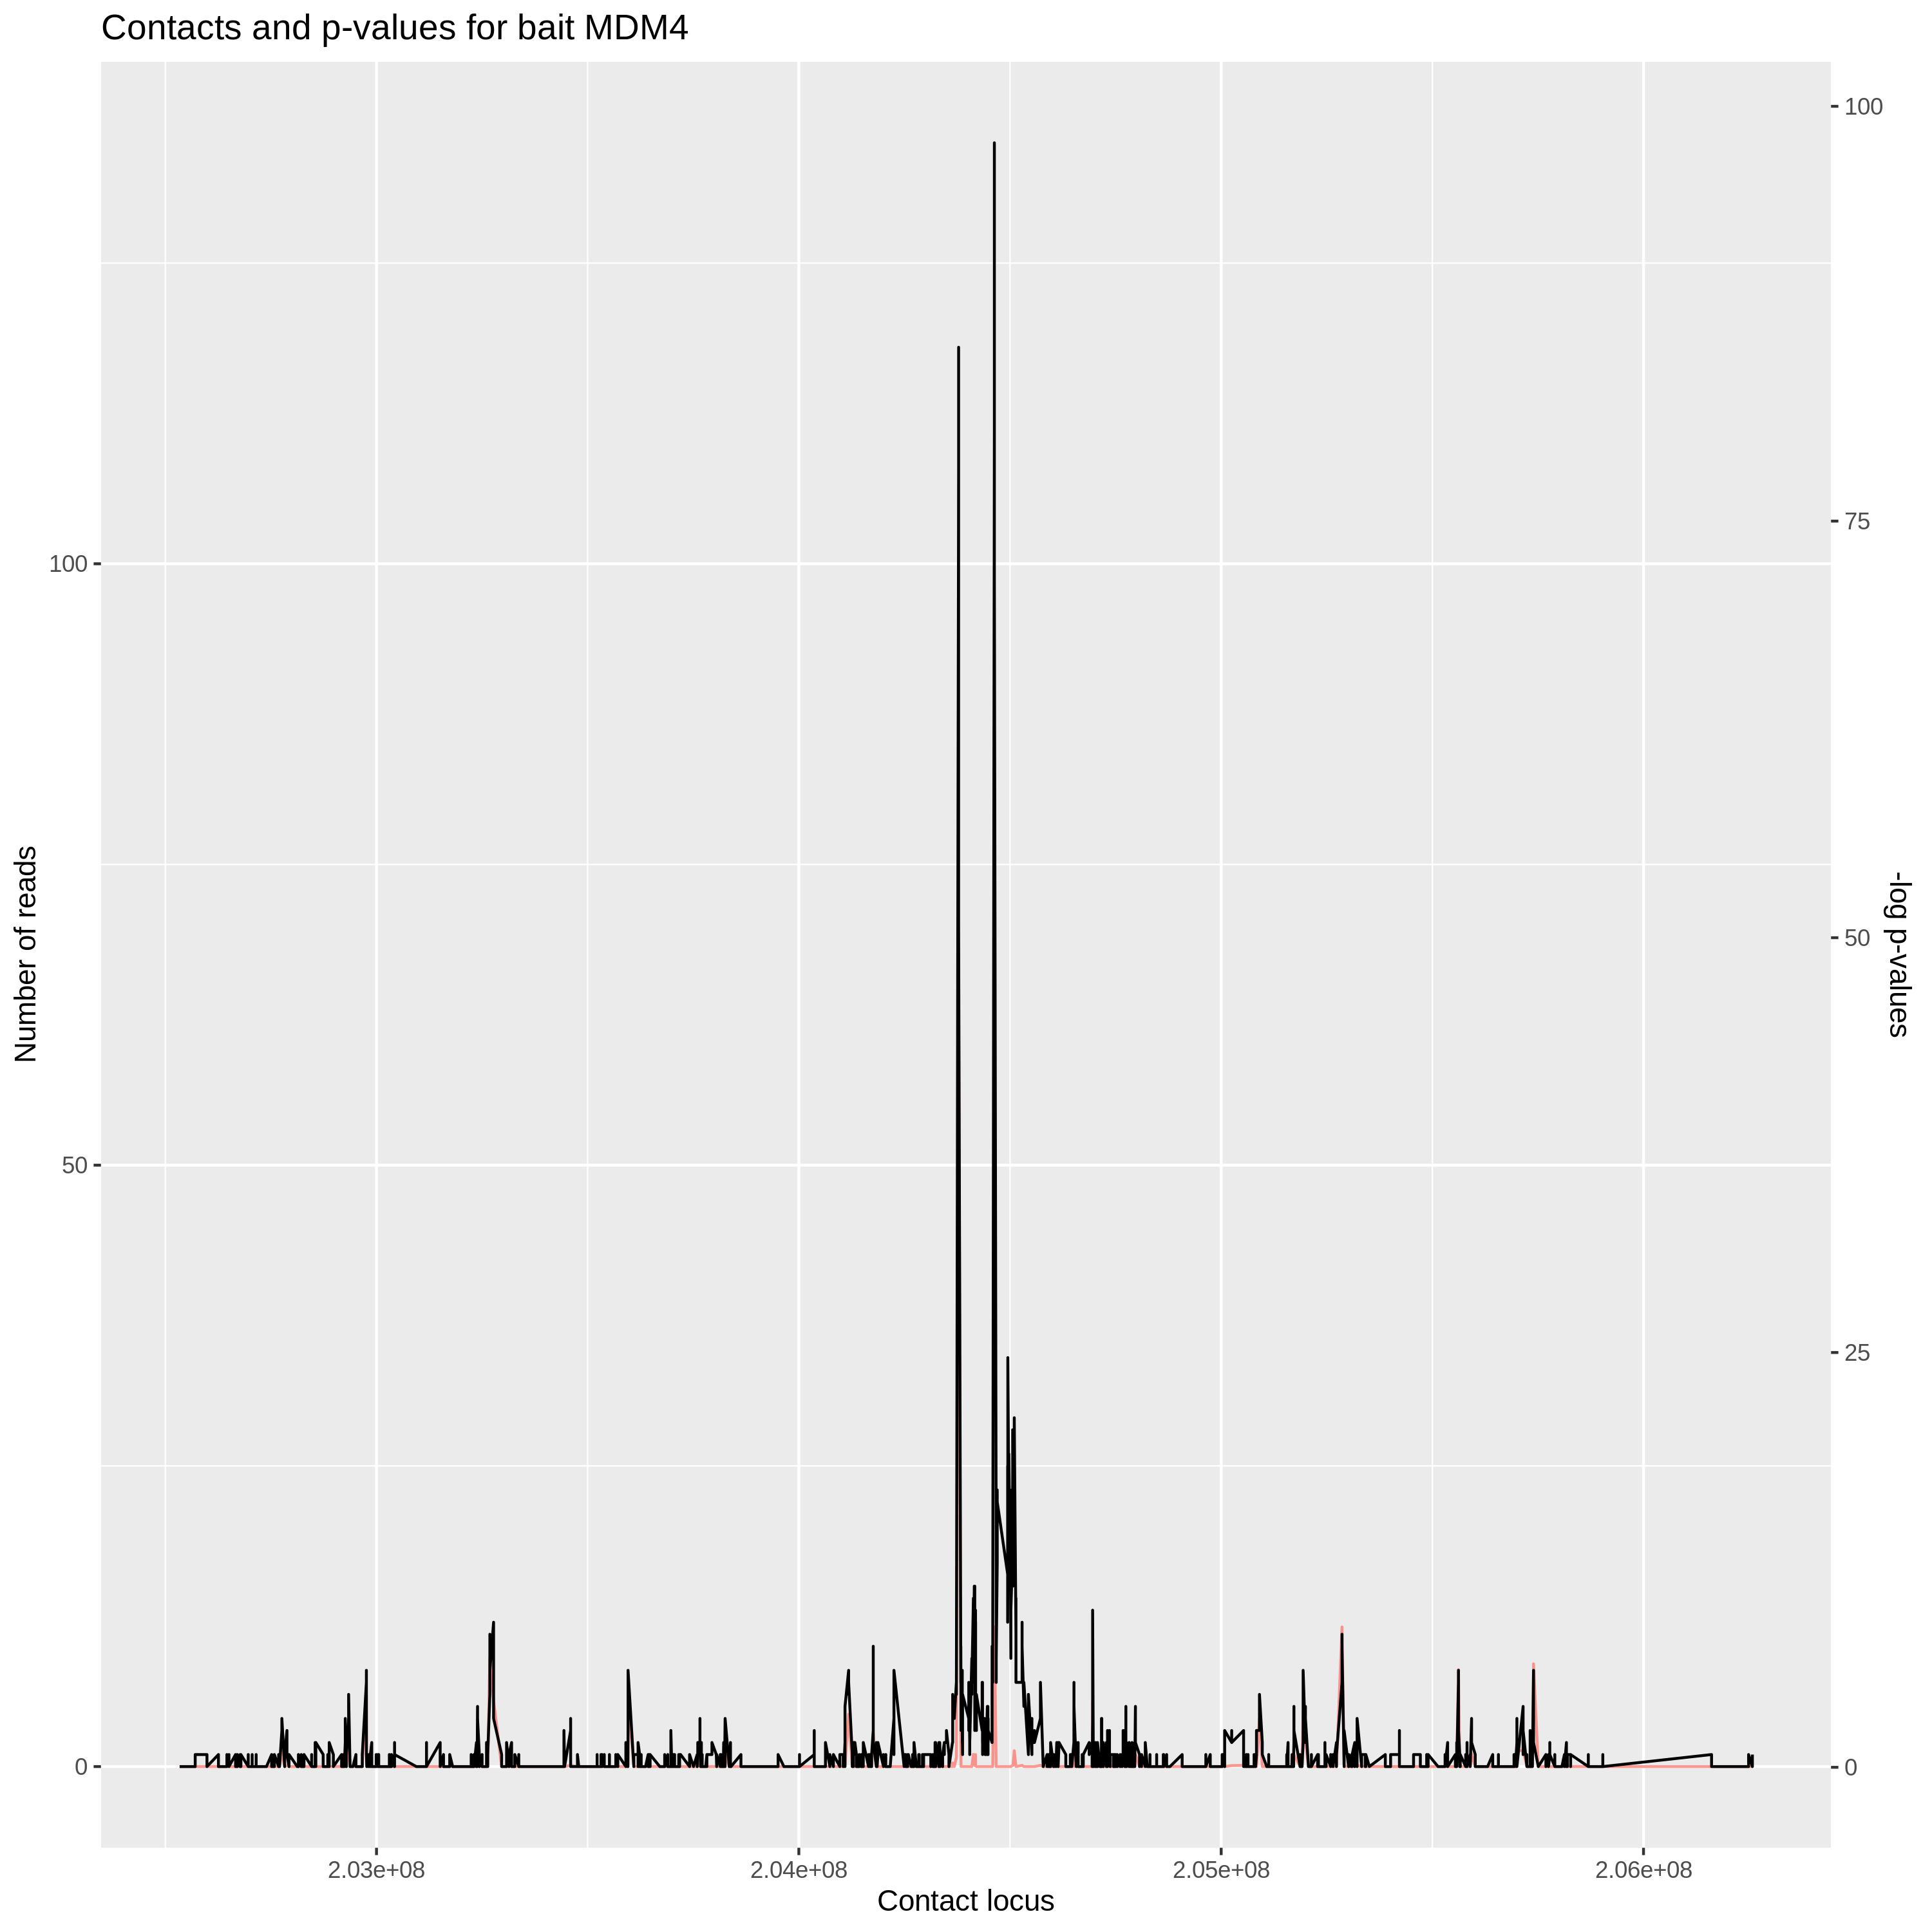 Contacts and p-values for bait MDM4
100
50
0
Number of reads
100
75
50
25
0
-log p-values
2.03e+08 2.04e+08 2.05e+08 2.06e+08
Contact locus